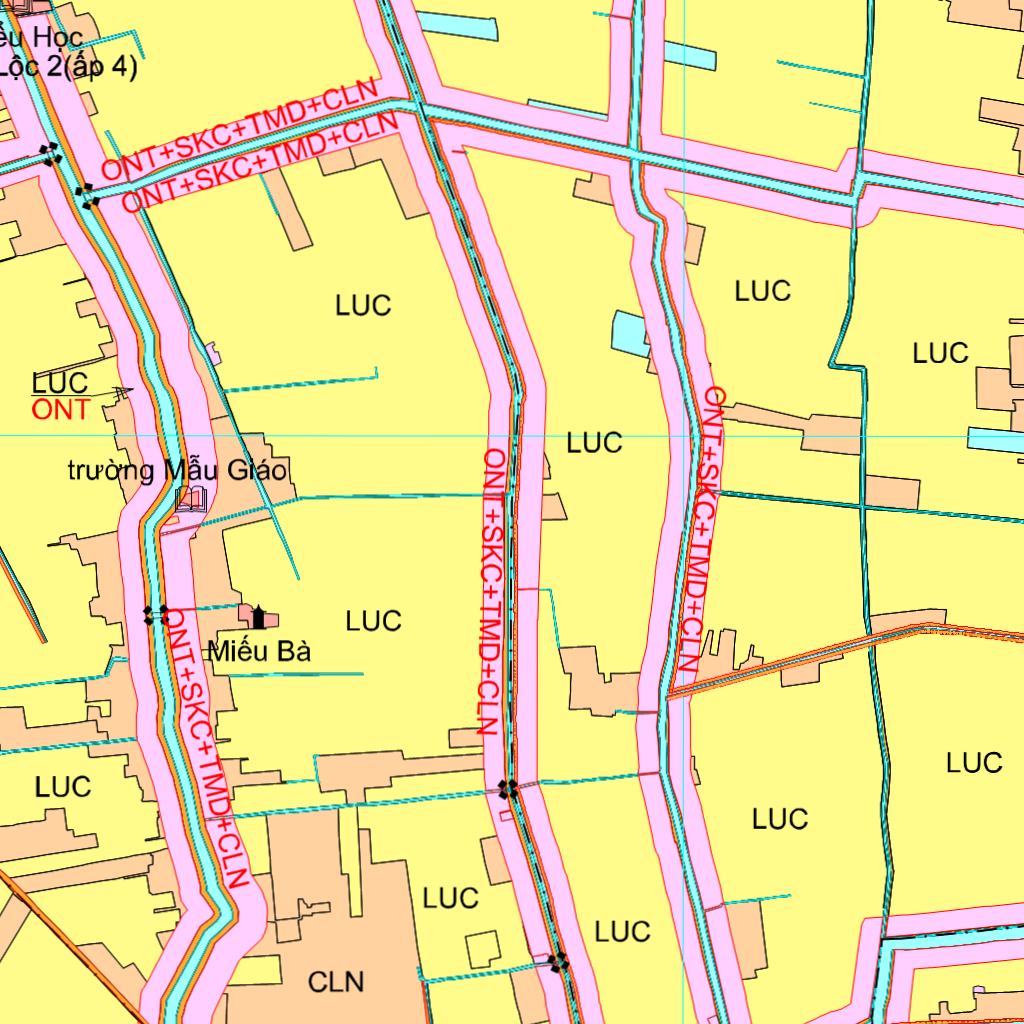 ểu Học
Lộc 2(ấp 4)
ONT+SKC+TMD+CLN
ONT+SKC+TMD+CLN
LUC
LUC
LUC
LUC
ONT
ONT+SKC+TMD+CLN
LUC
trường Mẫu Giáo
ONT+SKC+TMD+CLN
LUC
ONT+SKC+TMD+CLN
Miếu Bà
LUC
LUC
LUC
LUC
LUC
CLN